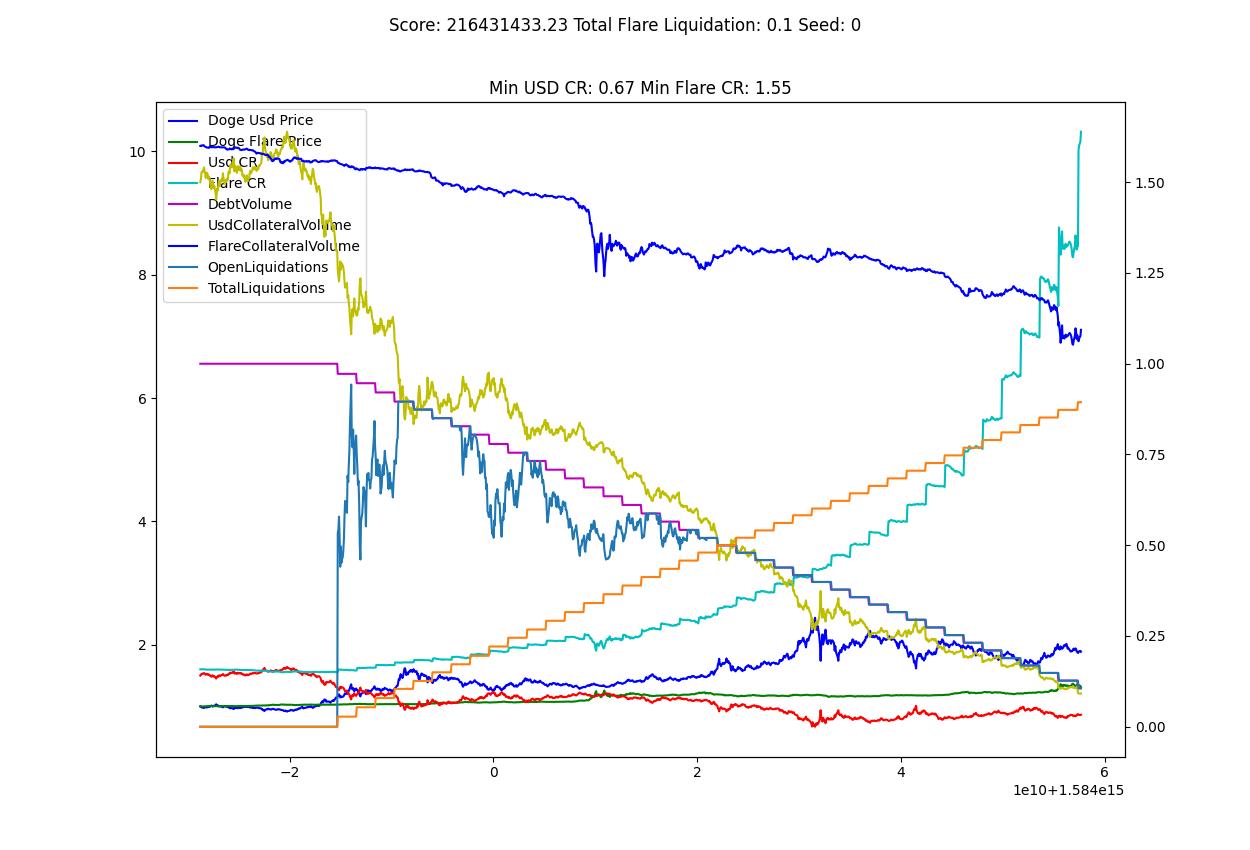 Score: 216431433.23 Total Flare Liquidation: 0.1 Seed: 0
Min USD CR: 0.67 Min Flare CR: 1.55
Doge Usd Price
Doge Flare Price
Usd CR
Flare CR
DebtVolume
UsdCollateralVolume
FlareCollateralVolume
OpenLiquidations
TotalLiquidations
10
8
6
4
2
1.50
1.25
1.00
0.75
0.50
0.25
0.00
−2
0
2
4
6
1e10+1.584e15